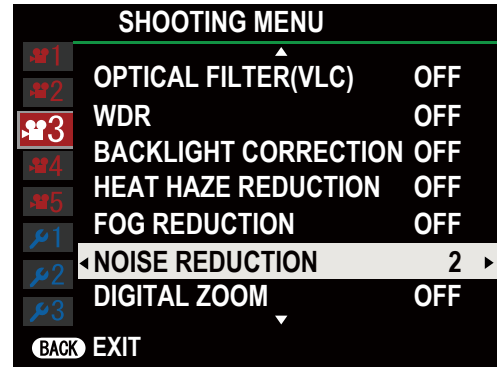 SHOOTING MENU
1
2
3
4
5
1
2
3
OPTICAL FILTER(VLC) OFF
WDR OFF
BACKLIGHT CORRECTION OFF
HEAT HAZE REDUCTION OFF
FOG REDUCTION OFF
NOISE REDUCTION 2
DIGITAL ZOOM OFF
BACK EXIT